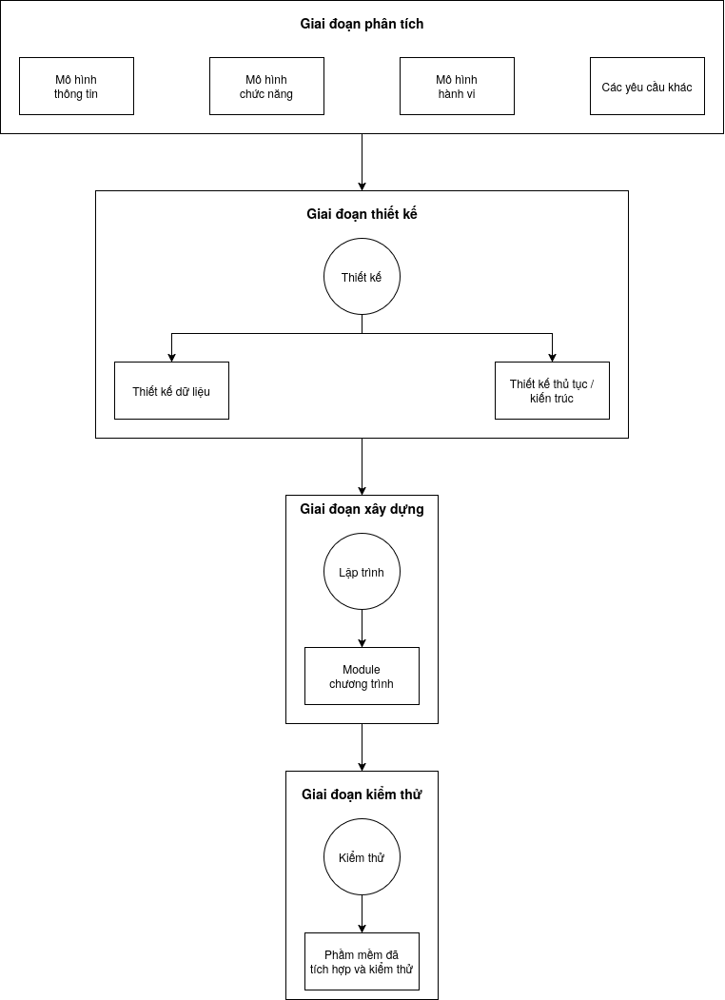 Giai đoạn phân tích
Mô hình
thông tin
Mô hình
chức năng
Mô hình
hành vi
Các yêu cầu khác
Giai đoạn thiết kế
Thiết kế
Thiết kế dữ liệu
Thiết kế thủ tục /
kiến trúc
Giai đoạn xây dựng
Lập trình
Module
chương trình
Giai đoạn kiểm thử
Kiểm thử
Phầm mềm đã
tích hợp và kiểm thử